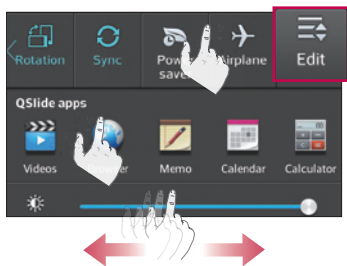 Rotation Sync Power Airplane Edit
saver
QSlide apps
Videos Browser Memo Calendar Calculator